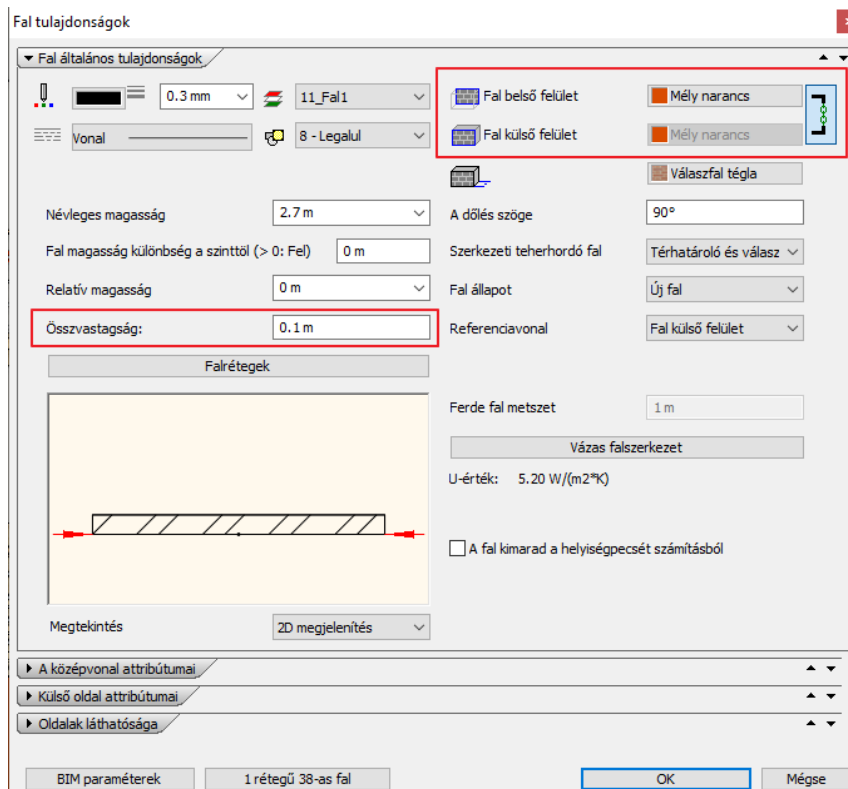 Fal tulajdonságok
Fal általános tulajdonságok
0.3 mm
11_Fal1
Fal belső felület
Mély narancs
Vonal
8 - Legalul
Fal külső felület
Mély narancs
Válaszfal tégla
Névleges magasság
2.7 m
A dőlés szöge
90°
Fal magasság különbség a szinttöl (> 0: Fel)
0 m
Szerkezeti teherhordó fal
Térhatároló és válasz
Relatív magasság
0 m
Fal állapot
Új fal
Összvastagság:
0.1 m
Referenciavonal
Fal külső felület
Falrétegek
Ferde fal metszet
1 m
Vázas falszerkezet
U-érték: 5.20 W/(m2*K)
A fal kimarad a helyiségpecsét számításból
Megtekintés
2D megjelenítés
A középvonal attribútumai
Külső oldal attribútumai
Oldalak láthatósága
BIM paraméterek
1 rétegű 38-as fal
OK
Mégse